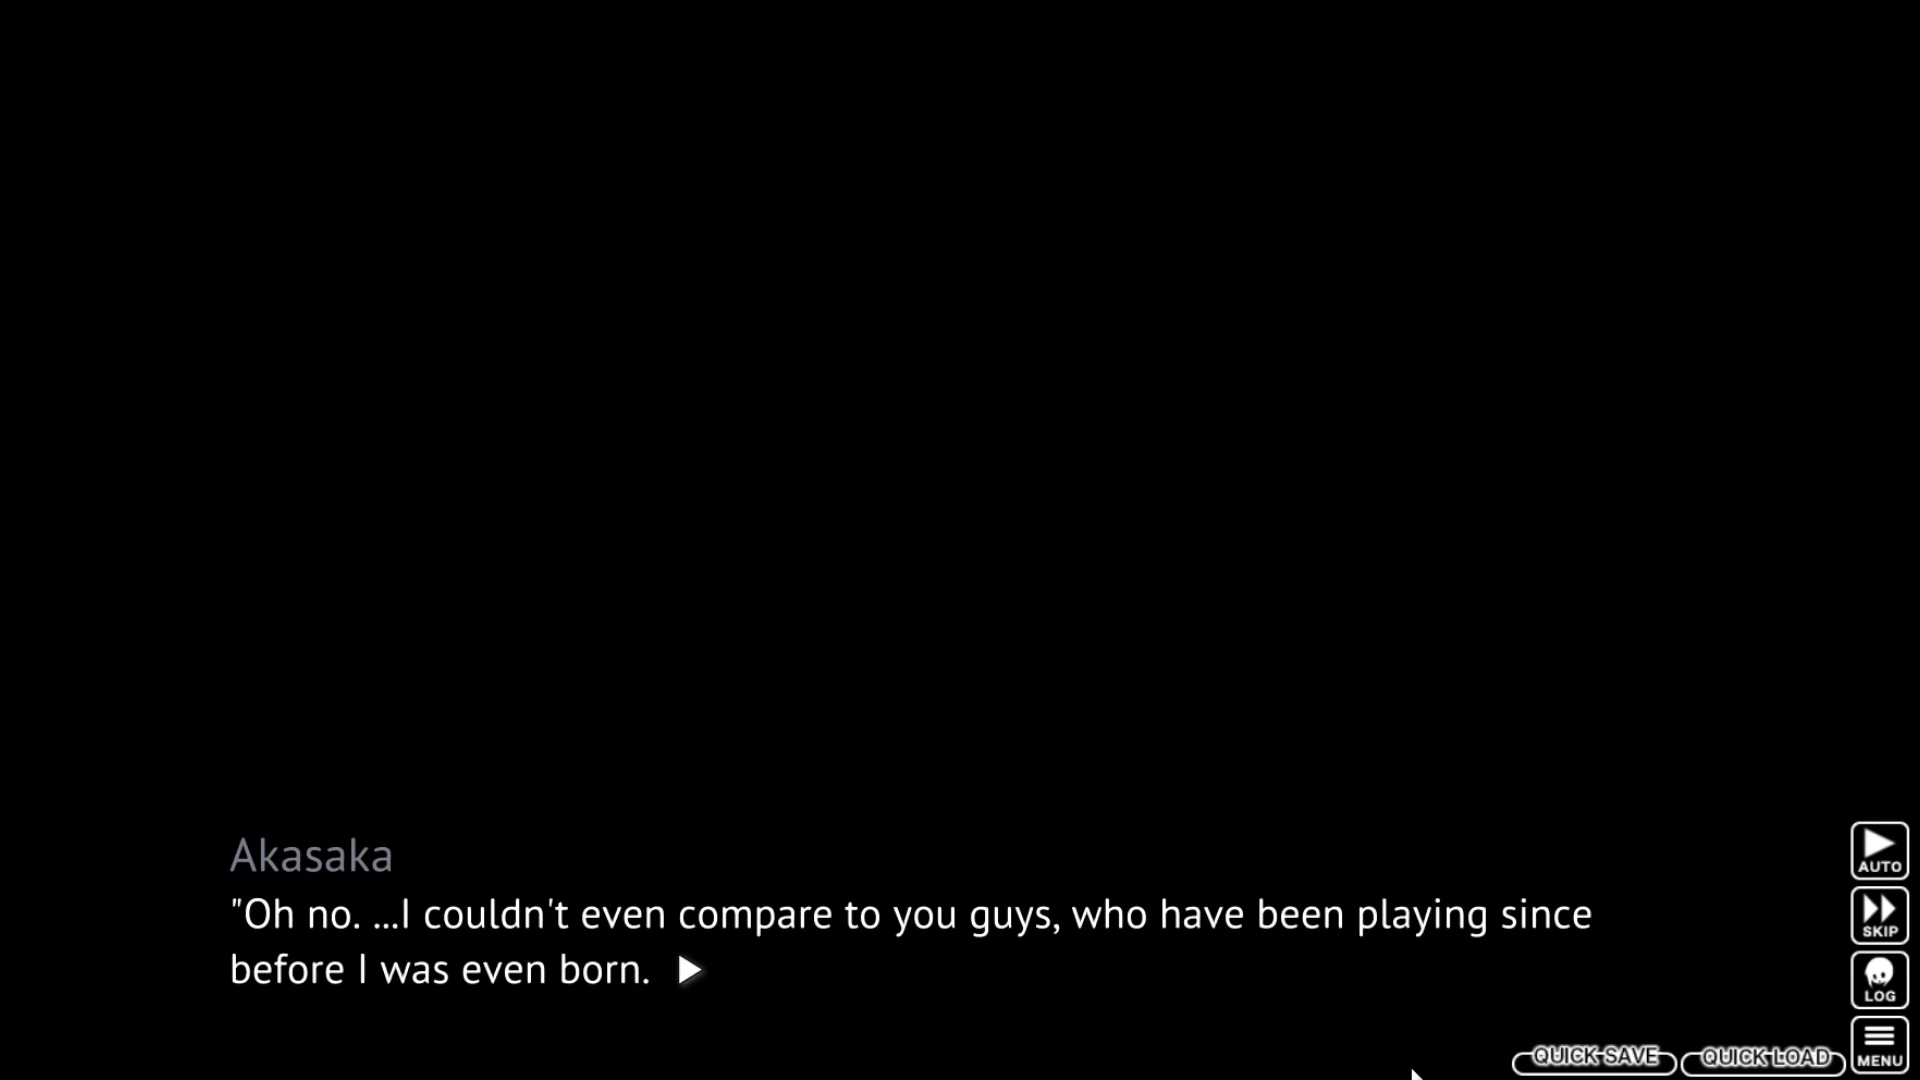 Akasaka
"Oh no. ...I couldn't even compare to you guys, who have been playing since
before I was even born.
AUTO
SKIP
LOG
MENU
QUICK SAVE
QUICK LOAD